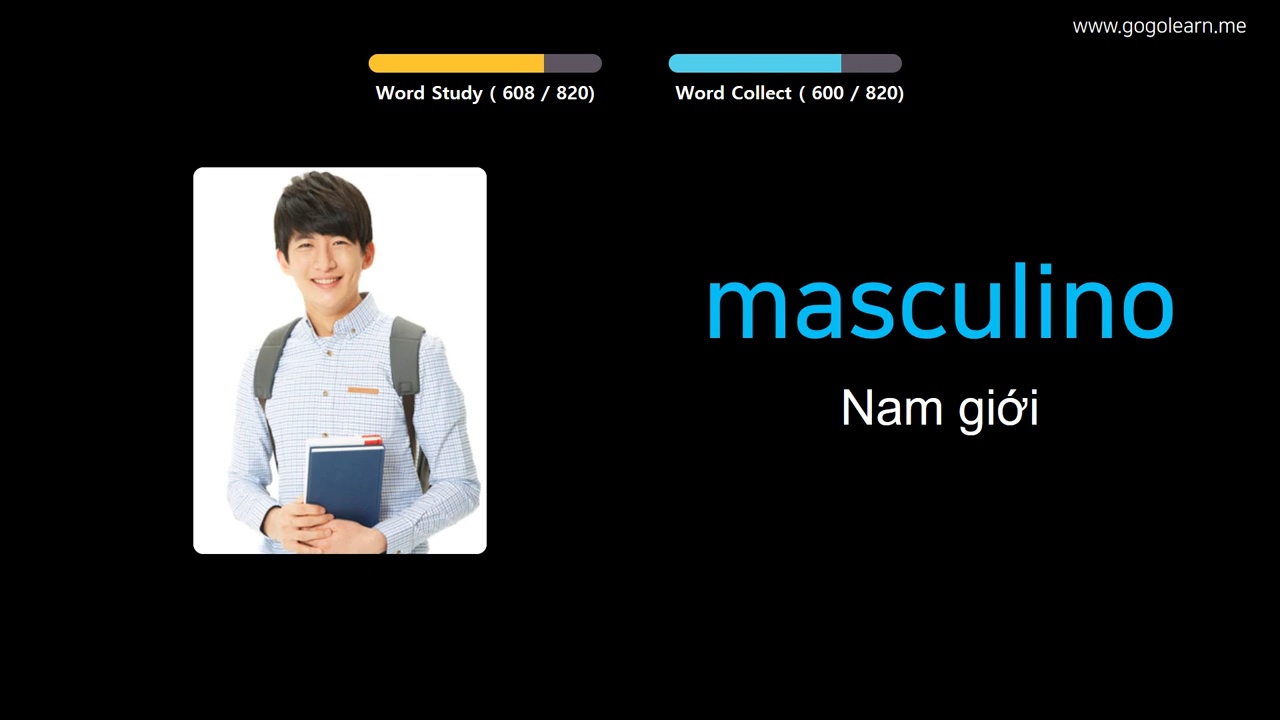 www.gogolearn.me
Word Study ( 608 / 820)
Word Collect ( 600 / 820)
masculino
Nam giới